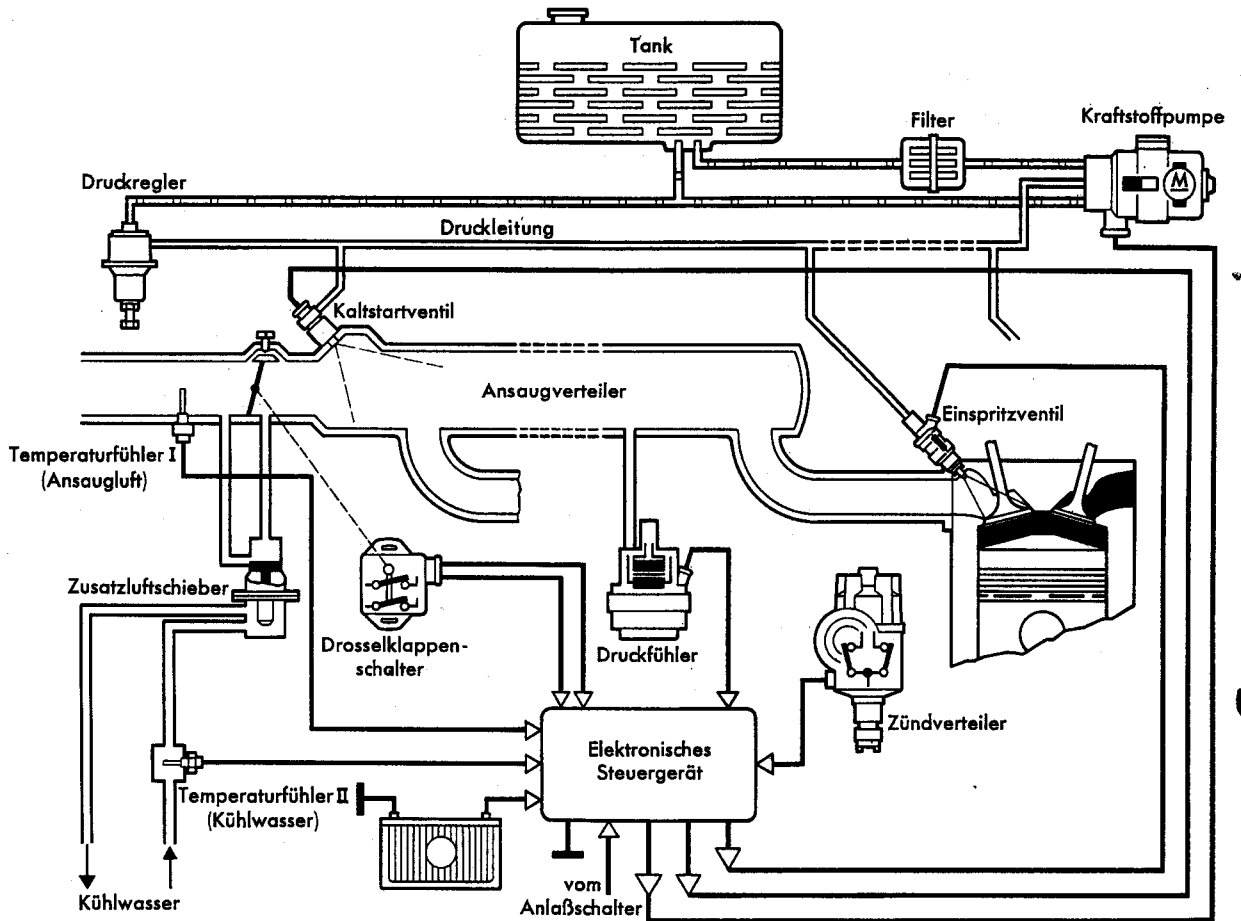 Tank
Filter
Kraftstoffpumpe
M
Druckregler
Druckleitung
Kaltstartventil
Ansaugverteiler
Einspritzventil
Temperaturfühler I
(Ansaugluft)
Zusatzluftschieber
Drosselklappen-
schalter
Druckfühler
Zündverteiler
Elektronisches
Steuergerät
Temperaturfühler II
(Kühlwasser)
Kühlwasser
vom
Anlaßschalter